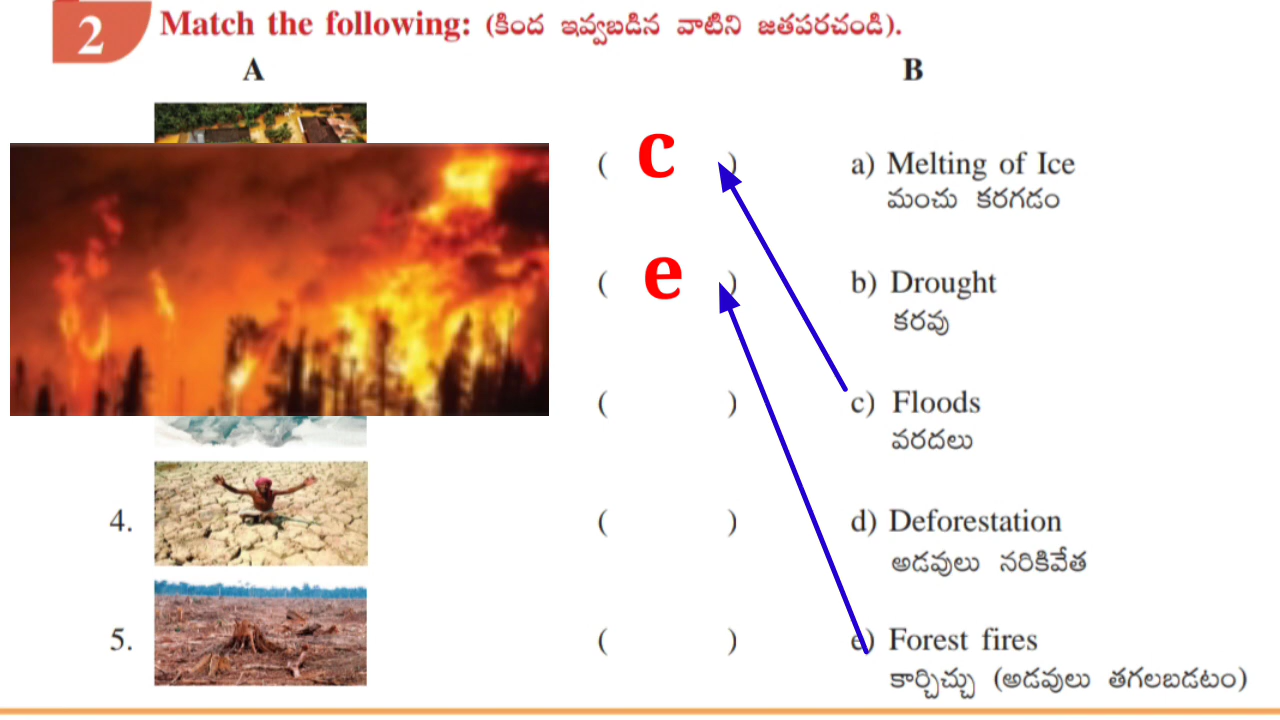 2 Match the following: (కింద ఇవ్వబడిన వాటిని జతపరచండి).
A B
( c ) a) Melting of Ice
మంచు కరగడం
( e ) b) Drought
కరవు
( ) c) Floods
వరదలు
4. ( ) d) Deforestation
అడవులు నరికివేత
5. ( ) e) Forest fires
కార్చిచ్చు (అడవులు తగలబడటం)